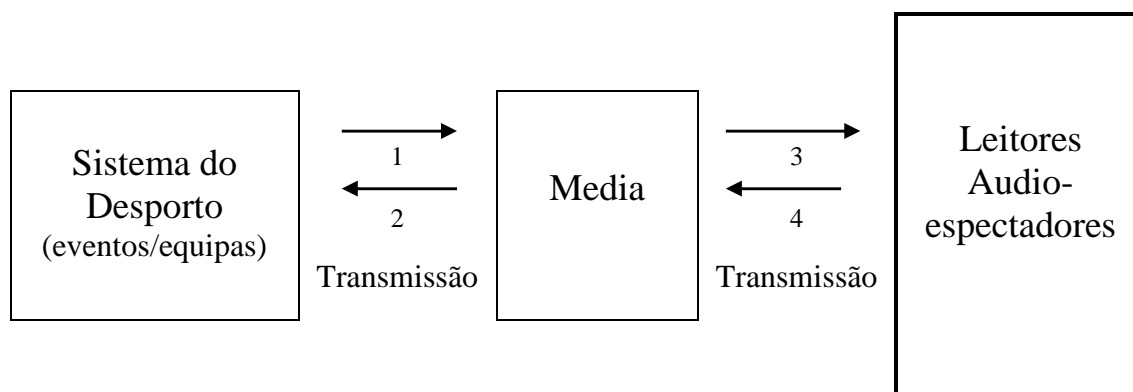 Sistema do
Desporto
(eventos/equipas)
1
2
Transmissão
Media
3
4
Transmissão
Leitores
Audio-
espectadores